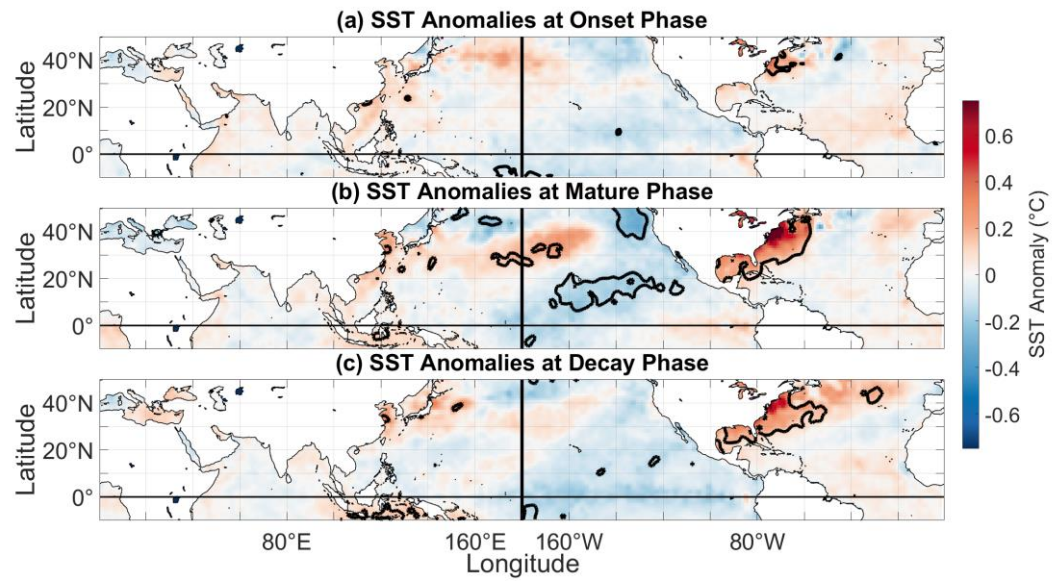 (a) SST Anomalies at Onset Phase
Latitude
40°N
20°N
0°
(b) SST Anomalies at Mature Phase
Latitude
40°N
20°N
0°
(c) SST Anomalies at Decay Phase
Latitude
40°N
20°N
0°
80°E 160°E 160°W 80°W
Longitude
0.6
0.4
0.2
0
-0.2
-0.4
-0.6
SST Anomaly (°C)